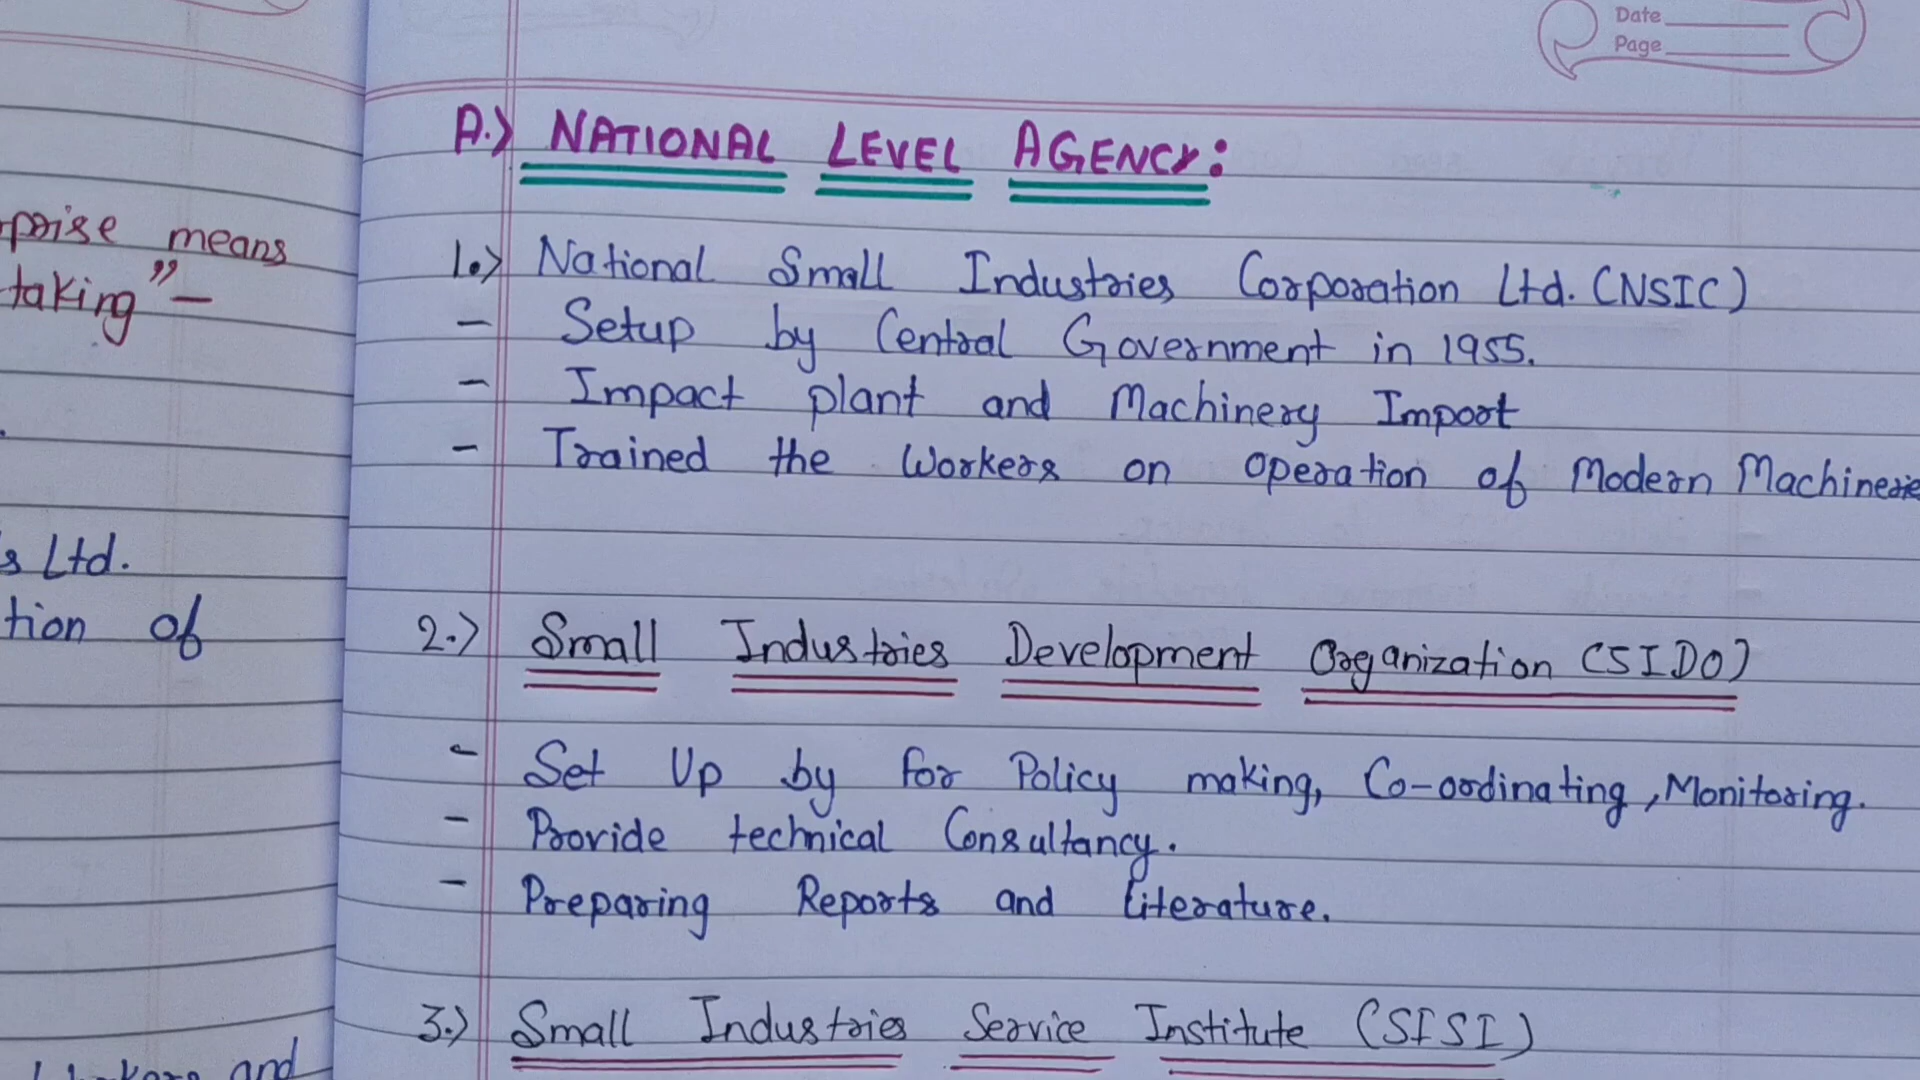 Date
Page
A.) NATIONAL LEVEL AGENCY:
1.) National Small Industries Corporation Ltd. (NSIC)
- Setup by Central Government in 1955.
- Impact plant and Machinery Import
- Trained the Workers on operation of Modern Machinerie
2.) Small Industries Development Organization (SIDO)
- Set Up by for Policy making, Co-ordinating, Monitoring.
- Provide technical Consultancy.
- Preparing Reports and Literature.
3.) Small Industries Service Institute (SISI)
means
taking" -
Ltd.
tion of
and